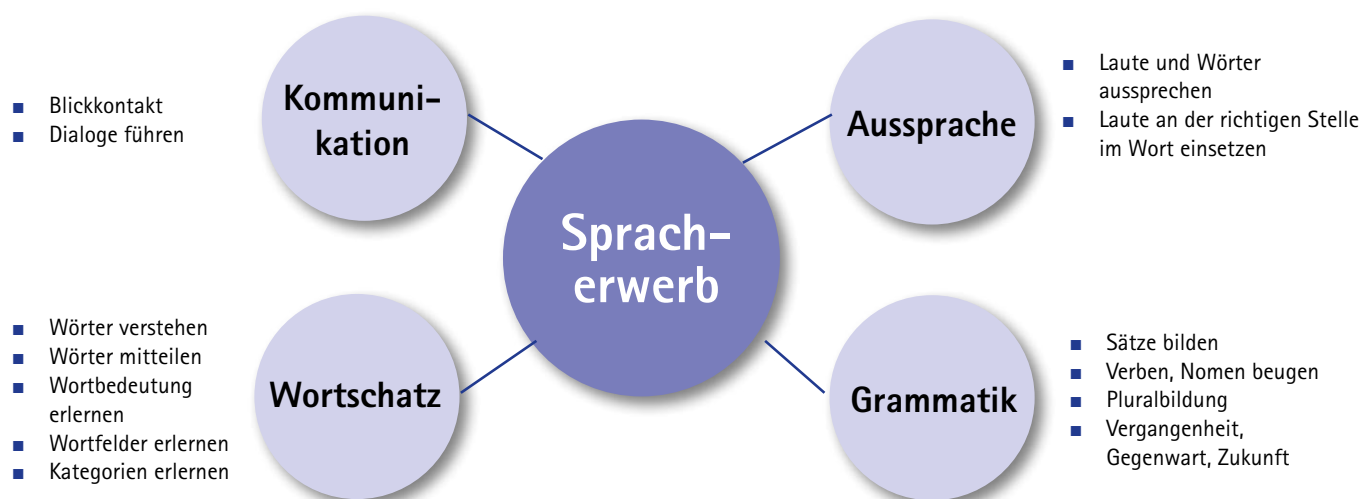 ■ Blickkontakt
■ Dialoge führen
Kommuni-
kation
Aussprache
■ Laute und Wörter
aussprechen
■ Laute an der richtigen Stelle
im Wort einsetzen
Sprach-
erwerb
■ Wörter verstehen
■ Wörter mitteilen
■ Wortbedeutung
erlernen
■ Wortfelder erlernen
■ Kategorien erlernen
Wortschatz
Grammatik
■ Sätze bilden
■ Verben, Nomen beugen
■ Pluralbildung
■ Vergangenheit,
Gegenwart, Zukunft